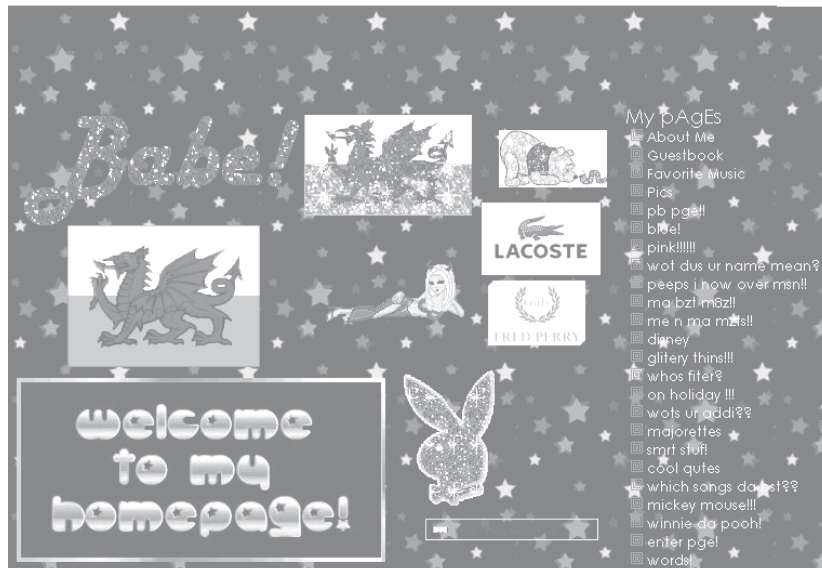 Babe!
LACOSTE
FRED PERRY
welcome
to my
homepage!
My pAgEs
About Me
Guestbook
Favorite Music
Pics
pb pge!!
blue!
pink!!!!!!
wot dus ur name mean?
peeps i now over msn!!
ma bzt m8z!!
me n ma mzts!!
disney
glitery thins!!!
whos fiter?
on holiday !!!
wots ur addi??
majorettes
smrt stuf!
cool qutes
which songs da bst??
mickey mouse!!!
winnie da pooh!
enter pge!
words!